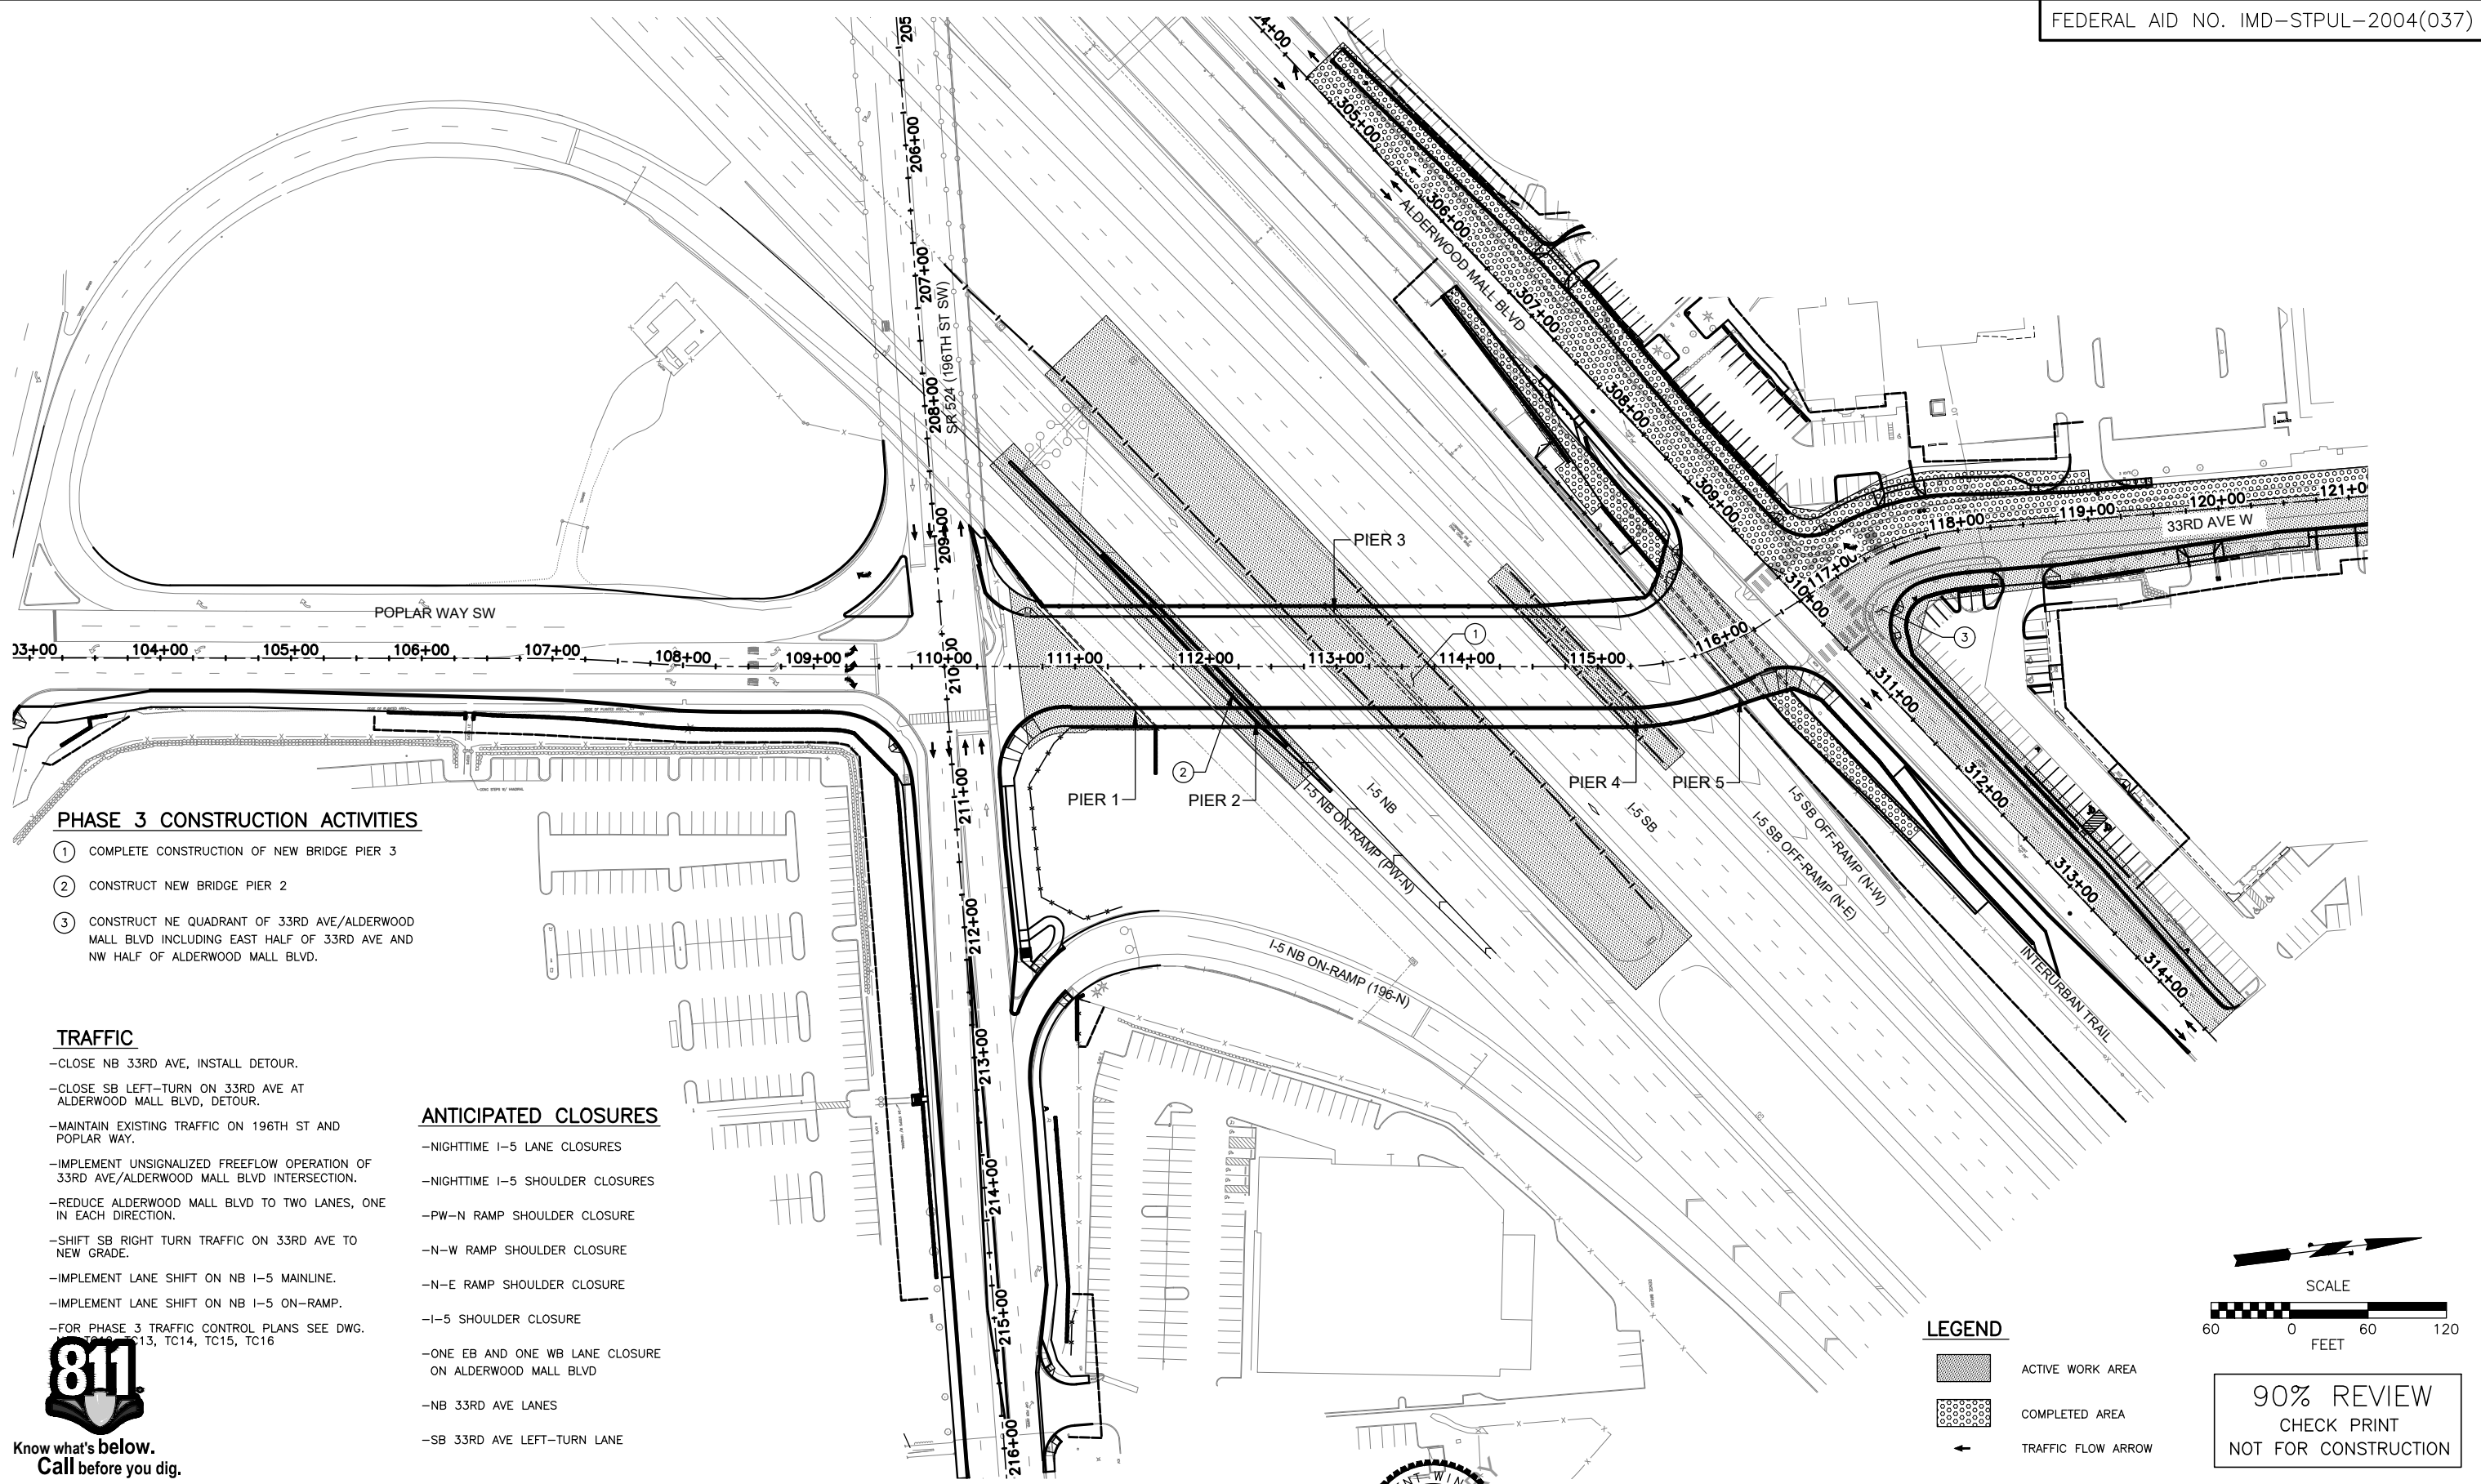 FEDERAL AID NO. IMD-STPUL-2004(037)
205
206+00
207+00
208+00
209+00
210+00
211+00
212+00
213+00
214+00
215+00
216+00
SR 524 (196TH ST SW)
305+00
306+00
307+00
308+00
309+00
310+00
311+00
312+00
313+00
314+00
ALDERWOOD MALL BLVD
117+00
118+00
119+00
120+00
121+0
33RD AVE W
PIER 3
1
3
POPLAR WAY SW
03+00
104+00
105+00
106+00
107+00
108+00
109+00
110+00
111+00
112+00
113+00
114+00
115+00
116+00
PIER 1
2
PIER 2
PIER 4
PIER 5
I-5 NB ON-RAMP (PW-N)
I-5 NB
I-5 SB
I-5 SB OFF-RAMP (N-E)
I-5 SB OFF-RAMP (N-W)
INTERURBAN TRAIL
I-5 NB ON-RAMP (196-N)
PHASE 3 CONSTRUCTION ACTIVITIES
1 COMPLETE CONSTRUCTION OF NEW BRIDGE PIER 3
2 CONSTRUCT NEW BRIDGE PIER 2
3 CONSTRUCT NE QUADRANT OF 33RD AVE/ALDERWOOD
MALL BLVD INCLUDING EAST HALF OF 33RD AVE AND
NW HALF OF ALDERWOOD MALL BLVD.
TRAFFIC
-CLOSE NB 33RD AVE, INSTALL DETOUR.
-CLOSE SB LEFT-TURN ON 33RD AVE AT
ALDERWOOD MALL BLVD, DETOUR.
-MAINTAIN EXISTING TRAFFIC ON 196TH ST AND
POPLAR WAY.
-IMPLEMENT UNSIGNALIZED FREEFLOW OPERATION OF
33RD AVE/ALDERWOOD MALL BLVD INTERSECTION.
-REDUCE ALDERWOOD MALL BLVD TO TWO LANES, ONE
IN EACH DIRECTION.
-SHIFT SB RIGHT TURN TRAFFIC ON 33RD AVE TO
NEW GRADE.
-IMPLEMENT LANE SHIFT ON NB I-5 MAINLINE.
-IMPLEMENT LANE SHIFT ON NB I-5 ON-RAMP.
-FOR PHASE 3 TRAFFIC CONTROL PLANS SEE DWG.
TC13, TC14, TC15, TC16
811
Know what's below.
Call before you dig.
ANTICIPATED CLOSURES
-NIGHTTIME I-5 LANE CLOSURES
-NIGHTTIME I-5 SHOULDER CLOSURES
-PW-N RAMP SHOULDER CLOSURE
-N-W RAMP SHOULDER CLOSURE
-N-E RAMP SHOULDER CLOSURE
-I-5 SHOULDER CLOSURE
-ONE EB AND ONE WB LANE CLOSURE
ON ALDERWOOD MALL BLVD
-NB 33RD AVE LANES
-SB 33RD AVE LEFT-TURN LANE
LEGEND
ACTIVE WORK AREA
COMPLETED AREA
TRAFFIC FLOW ARROW
SCALE
60 0 60 120
FEET
90% REVIEW
CHECK PRINT
NOT FOR CONSTRUCTION